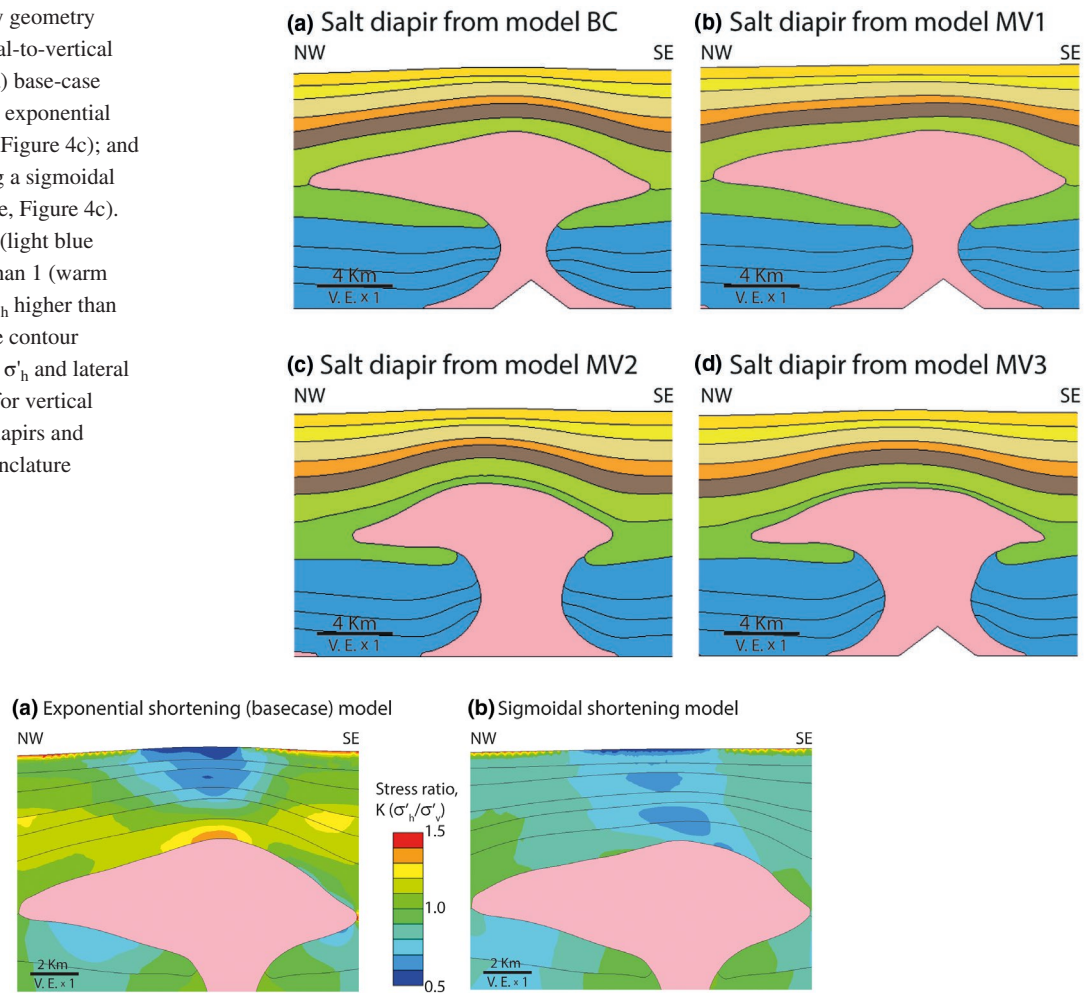 y geometry
al-to-vertical
) base-case
exponential
Figure 4c); and
g a sigmoidal
e, Figure 4c).
(light blue
an 1 (warm
h higher than
e contour
σ'h and lateral
for vertical
apirs and
nclature
(a) Salt diapir from model BC
NW SE
4 Km
V. E. x 1
(b) Salt diapir from model MV1
NW SE
4 Km
V. E. x 1
(c) Salt diapir from model MV2
NW SE
4 Km
V. E. x 1
(d) Salt diapir from model MV3
NW SE
4 Km
V. E. x 1
(a) Exponential shortening (basecase) model
NW SE
2 Km
V. E. x 1
Stress ratio,
K (σ'h/σ'v)
1.5
1.0
0.5
(b) Sigmoidal shortening model
NW SE
2 Km
V. E. x 1